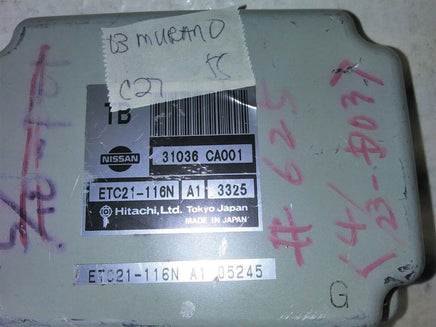 03 MURANO
C27
TB
NISSAN
31036 CA001
ETC21-116N A1 3325
Hitachi, Ltd. Tokyo Japan
MADE IN JAPAN
ETC21-116N A1 05245
# 625
G